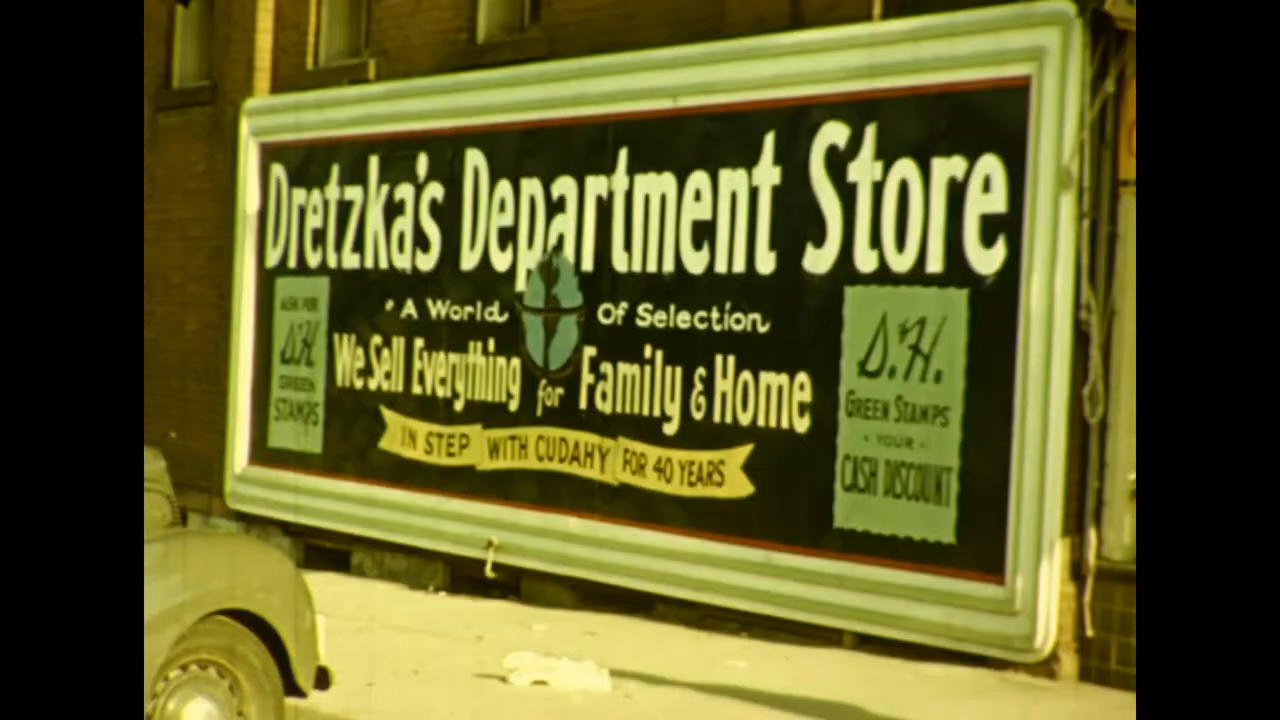 Dretzka's Department Store
A World Of Selection
We Sell Everything for Family & Home
IN STEP WITH CUDAHY FOR 40 YEARS
ASK FOR
S&H
GREEN
STAMPS
S.&H.
GREEN STAMPS
- YOUR -
CASH DISCOUNT